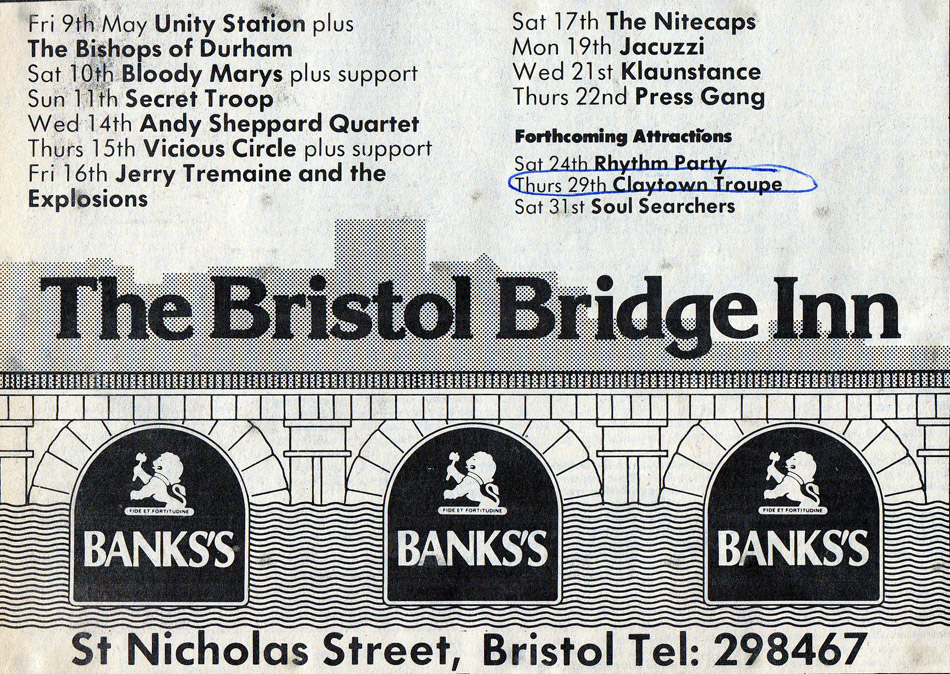 Fri 9th May Unity Station plus
The Bishops of Durham
Sat 10th Bloody Marys plus support
Sun 11th Secret Troop
Wed 14th Andy Sheppard Quartet
Thurs 15th Vicious Circle plus support
Fri 16th Jerry Tremaine and the
Explosions
Sat 17th The Nitecaps
Mon 19th Jacuzzi
Wed 21st Klaunstance
Thurs 22nd Press Gang
Forthcoming Attractions
Sat 24th Rhythm Party
Thurs 29th Claytown Troupe
Sat 31st Soul Searchers
The Bristol Bridge Inn
FIDE ET FORTITUDINE
BANKS'S
FIDE ET FORTITUDINE
BANKS'S
FIDE ET FORTITUDINE
BANKS'S
St Nicholas Street, Bristol Tel: 298467